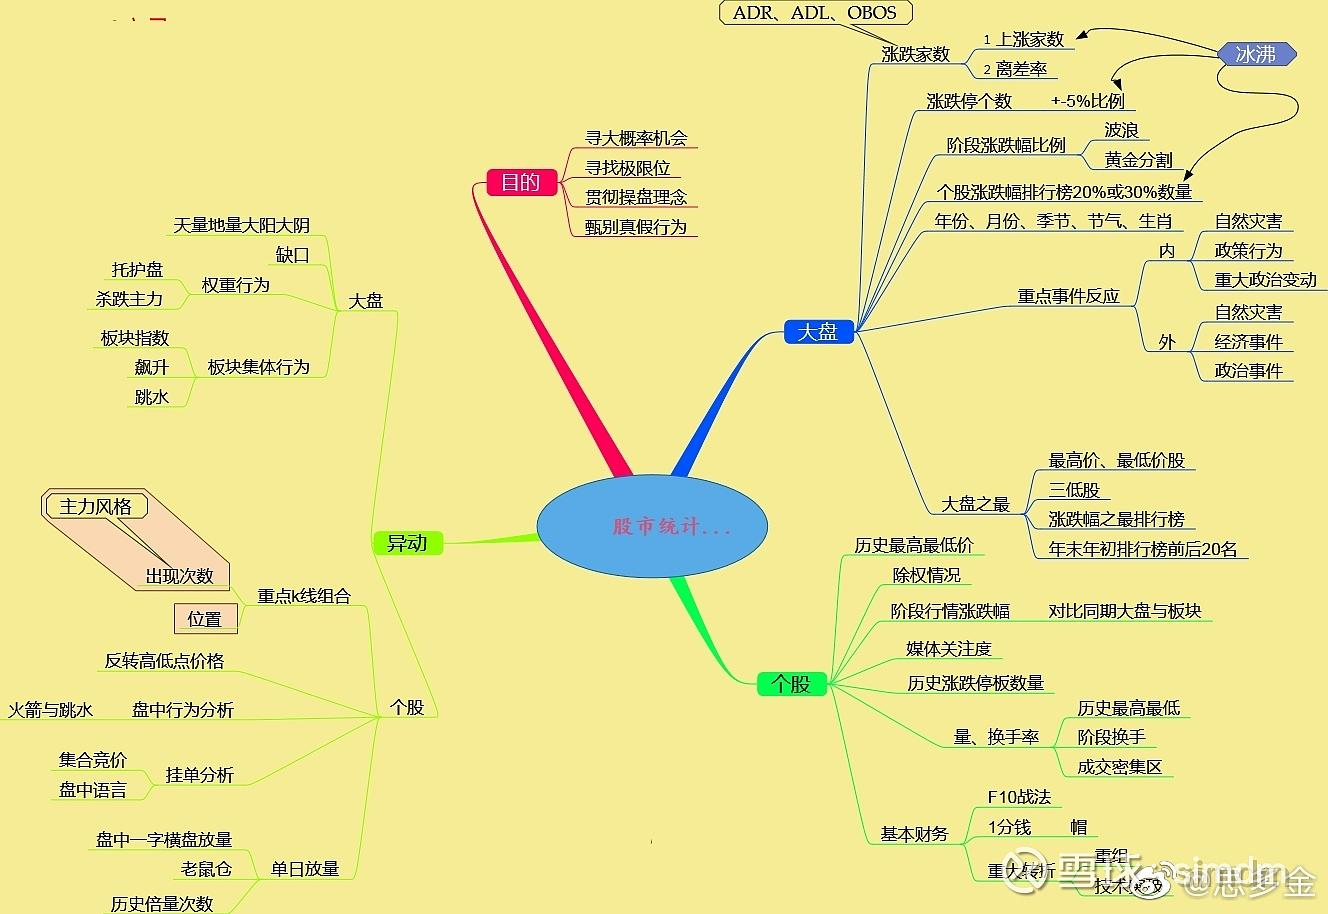 ADR、ADL、OBOS
涨跌家数
1 上涨家数
2 离差率
冰沸
涨跌停个数
+-5%比例
阶段涨跌幅比例
波浪
黄金分割
个股涨跌幅排行榜20%或30%数量
年份、月份、季节、节气、生肖
重点事件反应
内
自然灾害
政策行为
重大政治变动
外
自然灾害
经济事件
政治事件
大盘
大盘之最
最高价、最低价股
三低股
涨跌幅之最排行榜
年末年初排行榜前后20名
目的
寻大概率机会
寻找极限位
贯彻操盘理念
甄别真假行为
天量地量大阳大阴
缺口
托护盘
杀跌主力
权重行为
大盘
板块指数
飙升
跳水
板块集体行为
股市统计...
异动
主力风格
出现次数
位置
重点k线组合
反转高低点价格
火箭与跳水
盘中行为分析
个股
集合竞价
盘中语言
挂单分析
盘中一字横盘放量
老鼠仓
历史倍量次数
单日放量
个股
历史最高最低价
除权情况
阶段行情涨跌幅
对比同期大盘与板块
媒体关注度
历史涨跌停板数量
量、换手率
历史最高最低
阶段换手
成交密集区
基本财务
F10战法
1分钱
帽
重大转折
重组
技术
雪球
simdm
@思多金